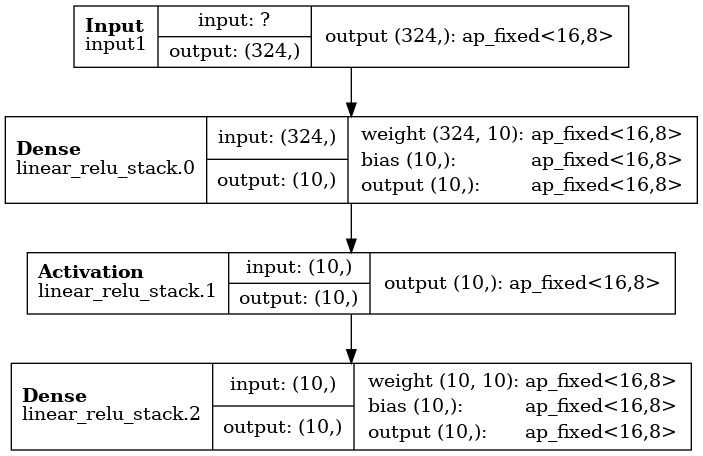 Input
input1
input: ?
output: (324,)
output (324,): ap_fixed<16,8>
Dense
linear_relu_stack.0
input: (324,)
output: (10,)
weight (324, 10): ap_fixed<16,8>
bias (10,): ap_fixed<16,8>
output (10,): ap_fixed<16,8>
Activation
linear_relu_stack.1
input: (10,)
output: (10,)
output (10,): ap_fixed<16,8>
Dense
linear_relu_stack.2
input: (10,)
output: (10,)
weight (10, 10): ap_fixed<16,8>
bias (10,): ap_fixed<16,8>
output (10,): ap_fixed<16,8>